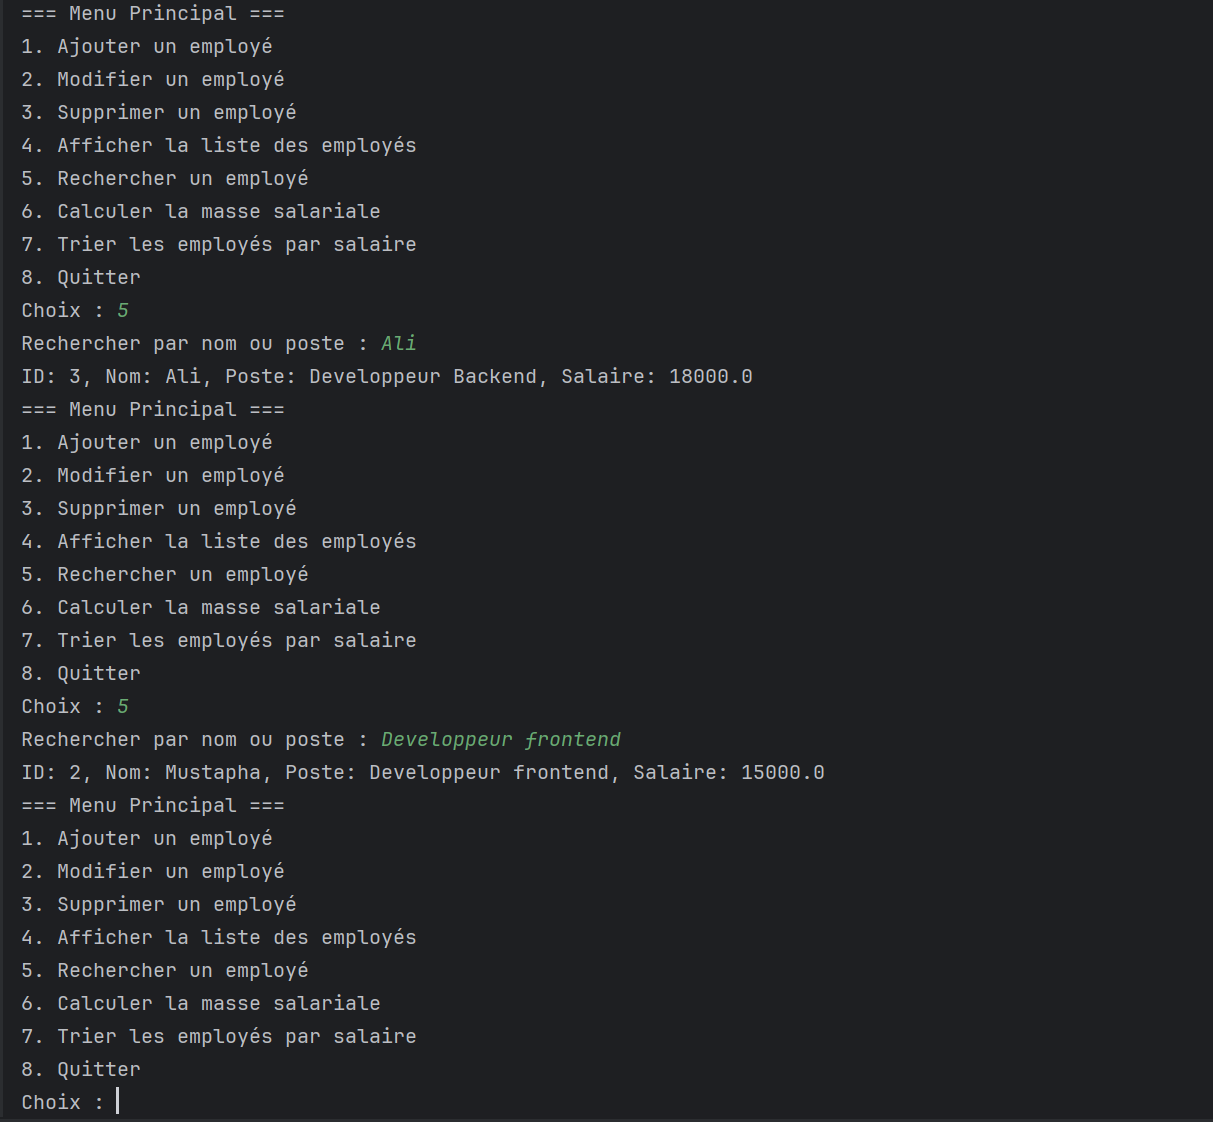 === Menu Principal ===
1. Ajouter un employé
2. Modifier un employé
3. Supprimer un employé
4. Afficher la liste des employés
5. Rechercher un employé
6. Calculer la masse salariale
7. Trier les employés par salaire
8. Quitter
Choix : 5
Rechercher par nom ou poste : Ali
ID: 3, Nom: Ali, Poste: Developpeur Backend, Salaire: 18000.0
=== Menu Principal ===
1. Ajouter un employé
2. Modifier un employé
3. Supprimer un employé
4. Afficher la liste des employés
5. Rechercher un employé
6. Calculer la masse salariale
7. Trier les employés par salaire
8. Quitter
Choix : 5
Rechercher par nom ou poste : Developpeur frontend
ID: 2, Nom: Mustapha, Poste: Developpeur frontend, Salaire: 15000.0
=== Menu Principal ===
1. Ajouter un employé
2. Modifier un employé
3. Supprimer un employé
4. Afficher la liste des employés
5. Rechercher un employé
6. Calculer la masse salariale
7. Trier les employés par salaire
8. Quitter
Choix :